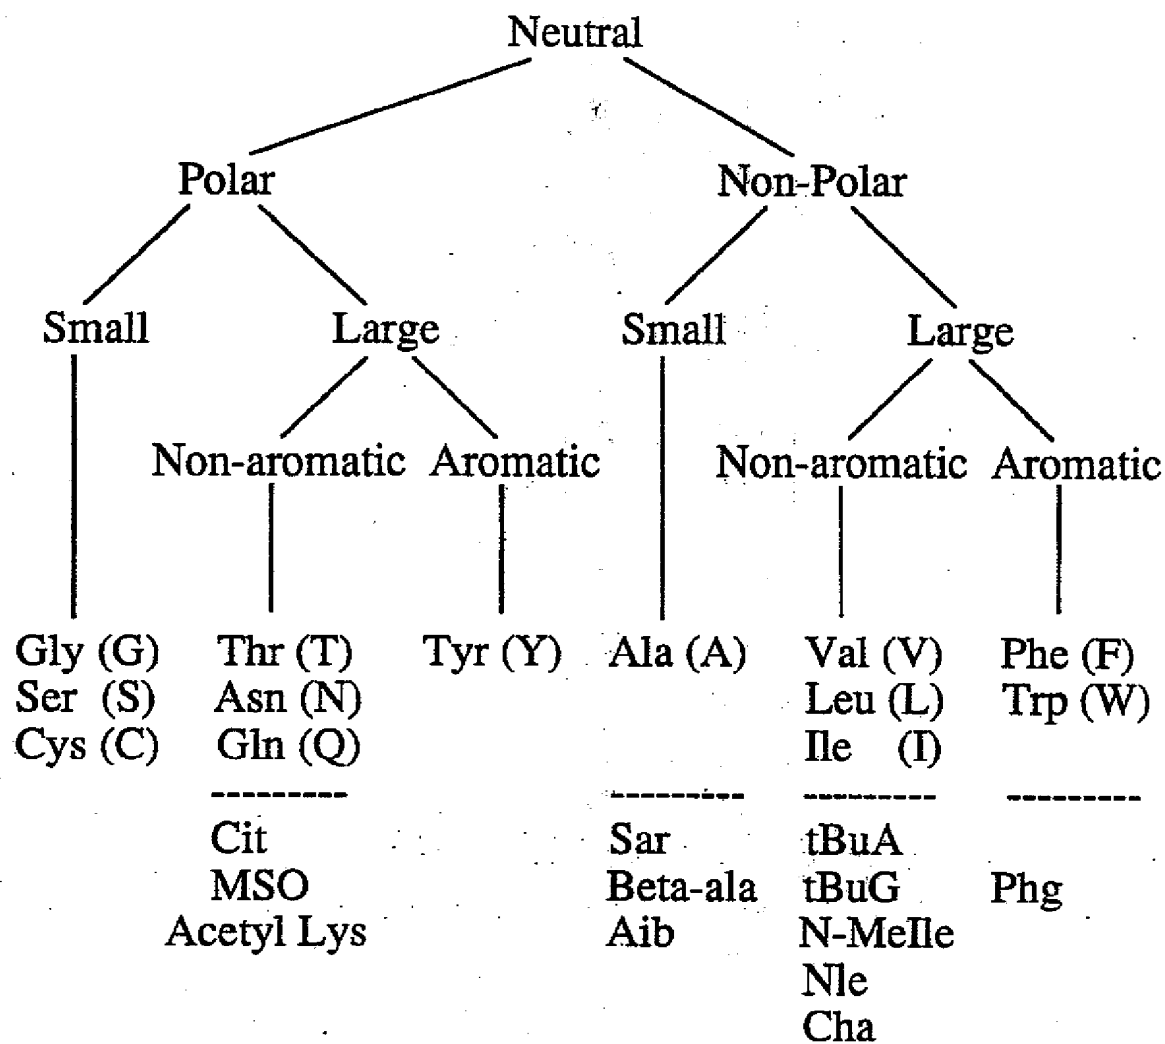 Neutral
Polar Non-Polar
Small Large Small Large
Non-aromatic Aromatic Non-aromatic Aromatic
Gly (G) Thr (T) Tyr (Y) Ala (A) Val (V) Phe (F)
Ser (S) Asn (N) Leu (L) Trp (W)
Cys (C) Gln (Q) Ile (I)
--------- --------- --------- ---------
Cit Sar tBuA
MSO Beta-ala tBuG Phg
Acetyl Lys Aib N-MeIle
Nle
Cha